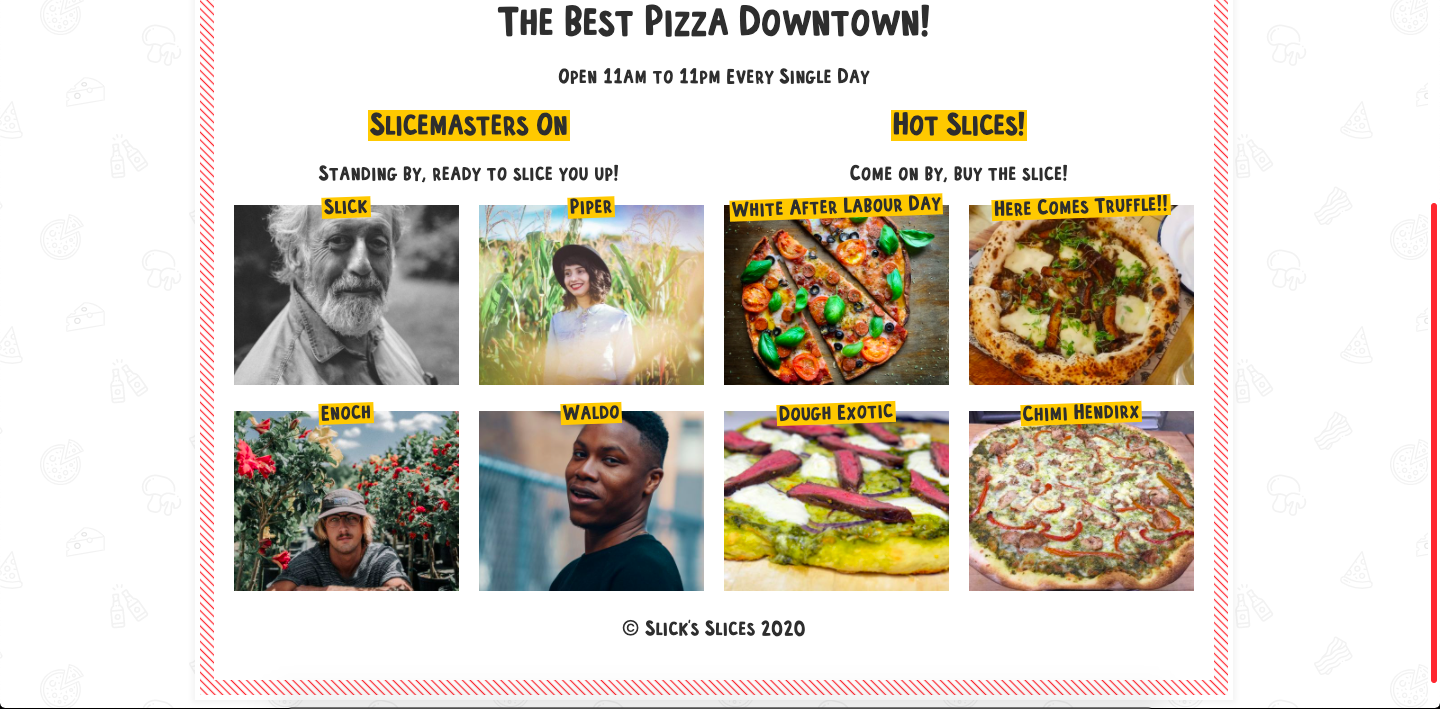 The Best Pizza Downtown!
Open 11am to 11pm Every Single Day
Slicemasters On
Standing by, ready to slice you up!
Slick
Piper
Enoch
Waldo
Hot Slices!
Come on by, buy the slice!
White After Labour Day
Here Comes Truffle!!
Dough Exotic
Chimi Hendirx
© Slick's Slices 2020